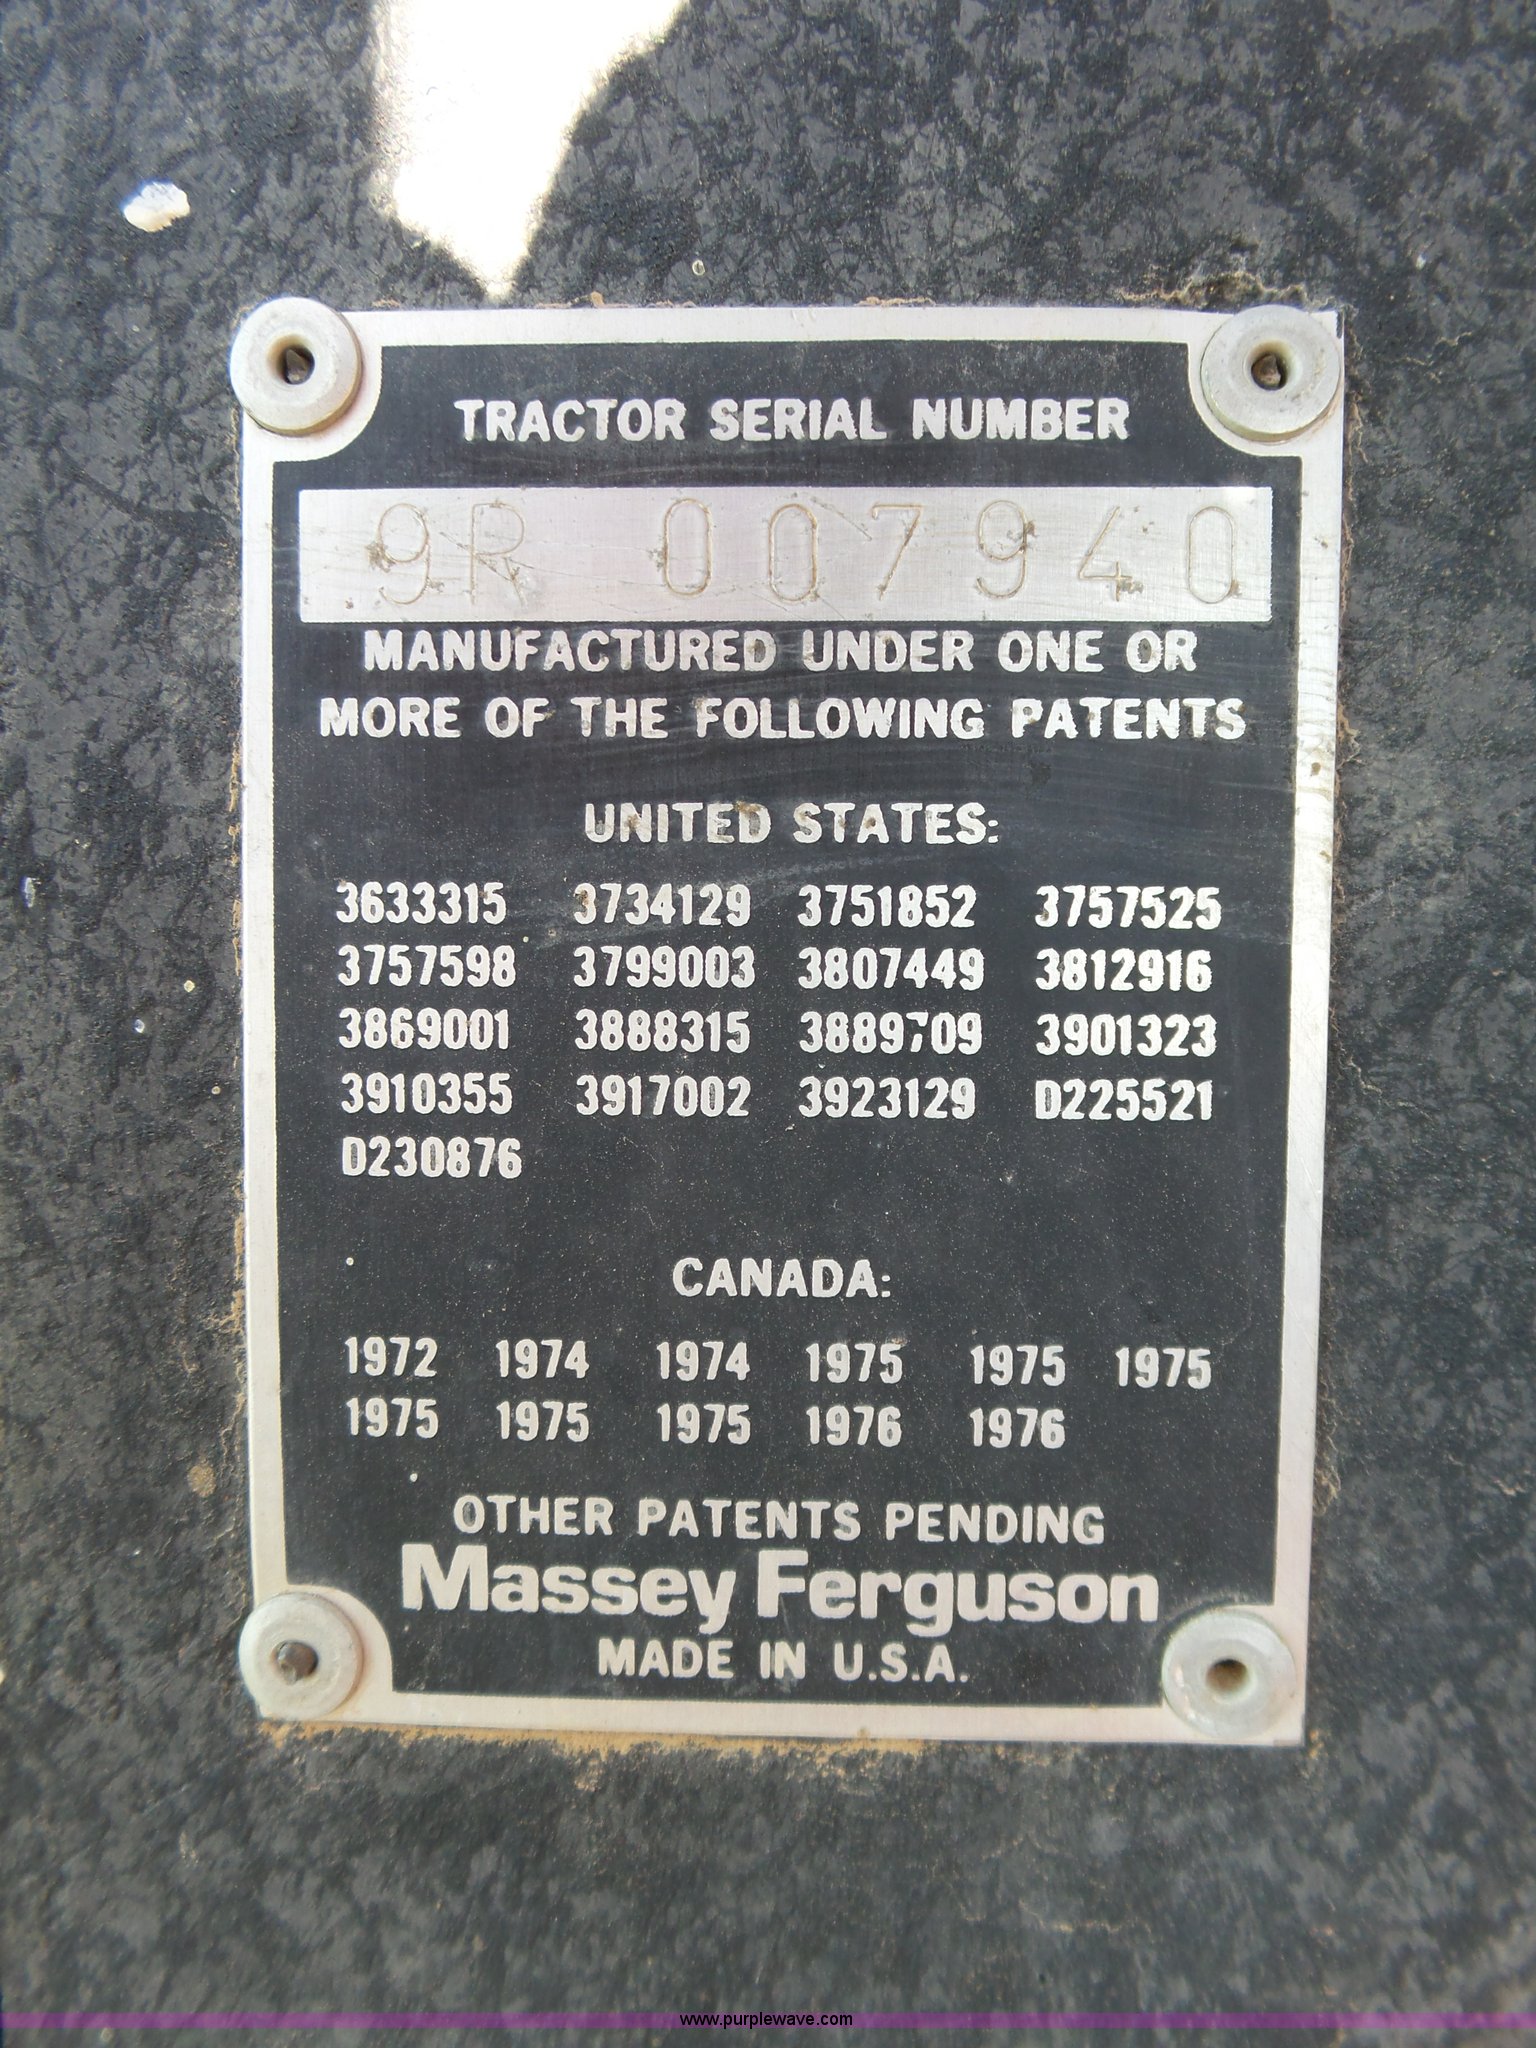 TRACTOR SERIAL NUMBER
9R 007940
MANUFACTURED UNDER ONE OR
MORE OF THE FOLLOWING PATENTS
UNITED STATES:
3633315 3734129 3751852 3757525
3757598 3799003 3807449 3812916
3869001 3888315 3889709 3901323
3910355 3917002 3923129 D225521
D230876
CANADA:
1972 1974 1974 1975 1975 1975
1975 1975 1975 1976 1976
OTHER PATENTS PENDING
Massey Ferguson
MADE IN U.S.A.
www.purplewave.com